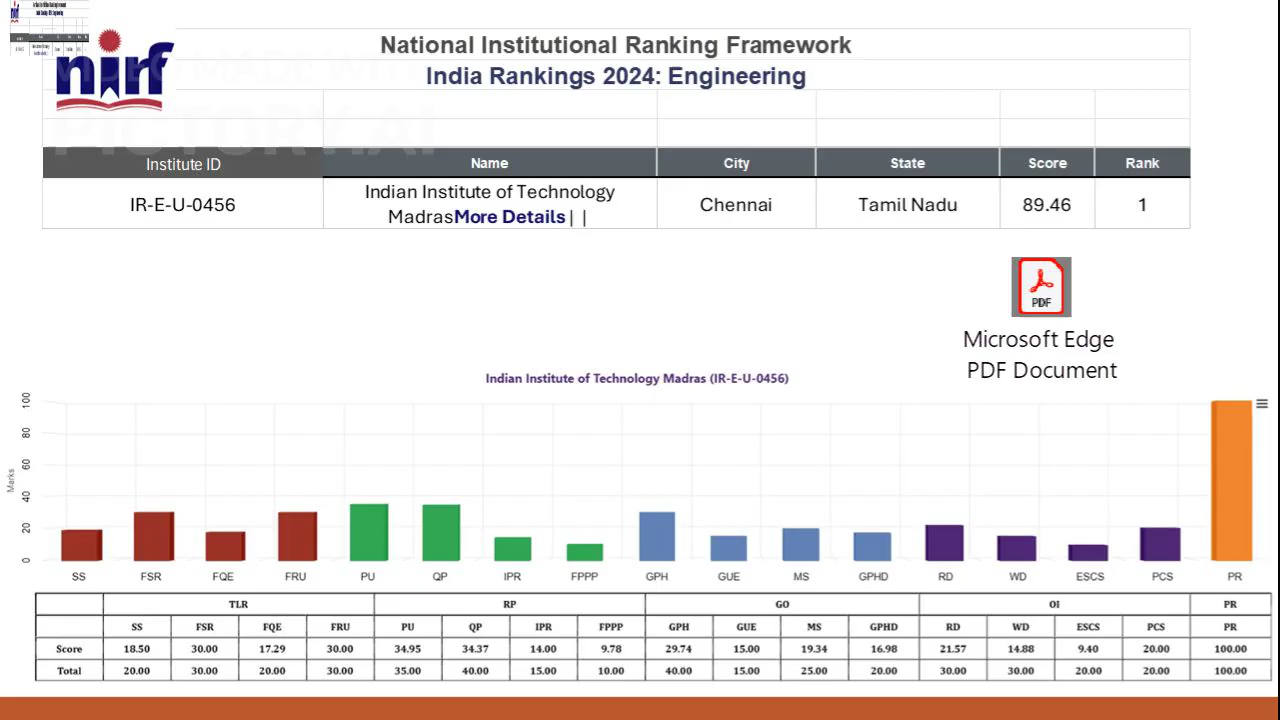 nirf
National Institutional Ranking Framework
India Rankings 2024: Engineering
VIDEO MADE WITH
PICTORY.AI
Institute ID Name City State Score Rank
IR-E-U-0456 Indian Institute of Technology MadrasMore Details| | Chennai Tamil Nadu 89.46 1
PDF
Microsoft Edge
PDF Document
Indian Institute of Technology Madras (IR-E-U-0456)
Marks
100
80
60
40
20
0
SS FSR FQE FRU PU QP IPR FPPP GPH GUE MS GPHD RD WD ESCS PCS PR
TLR RP GO OI PR
SS FSR FQE FRU PU QP IPR FPPP GPH GUE MS GPHD RD WD ESCS PCS PR
Score 18.50 30.00 17.29 30.00 34.95 34.37 14.00 9.78 29.74 15.00 19.34 16.98 21.57 14.88 9.40 20.00 100.00
Total 20.00 30.00 20.00 30.00 35.00 40.00 15.00 10.00 40.00 15.00 25.00 20.00 30.00 30.00 20.00 20.00 100.00